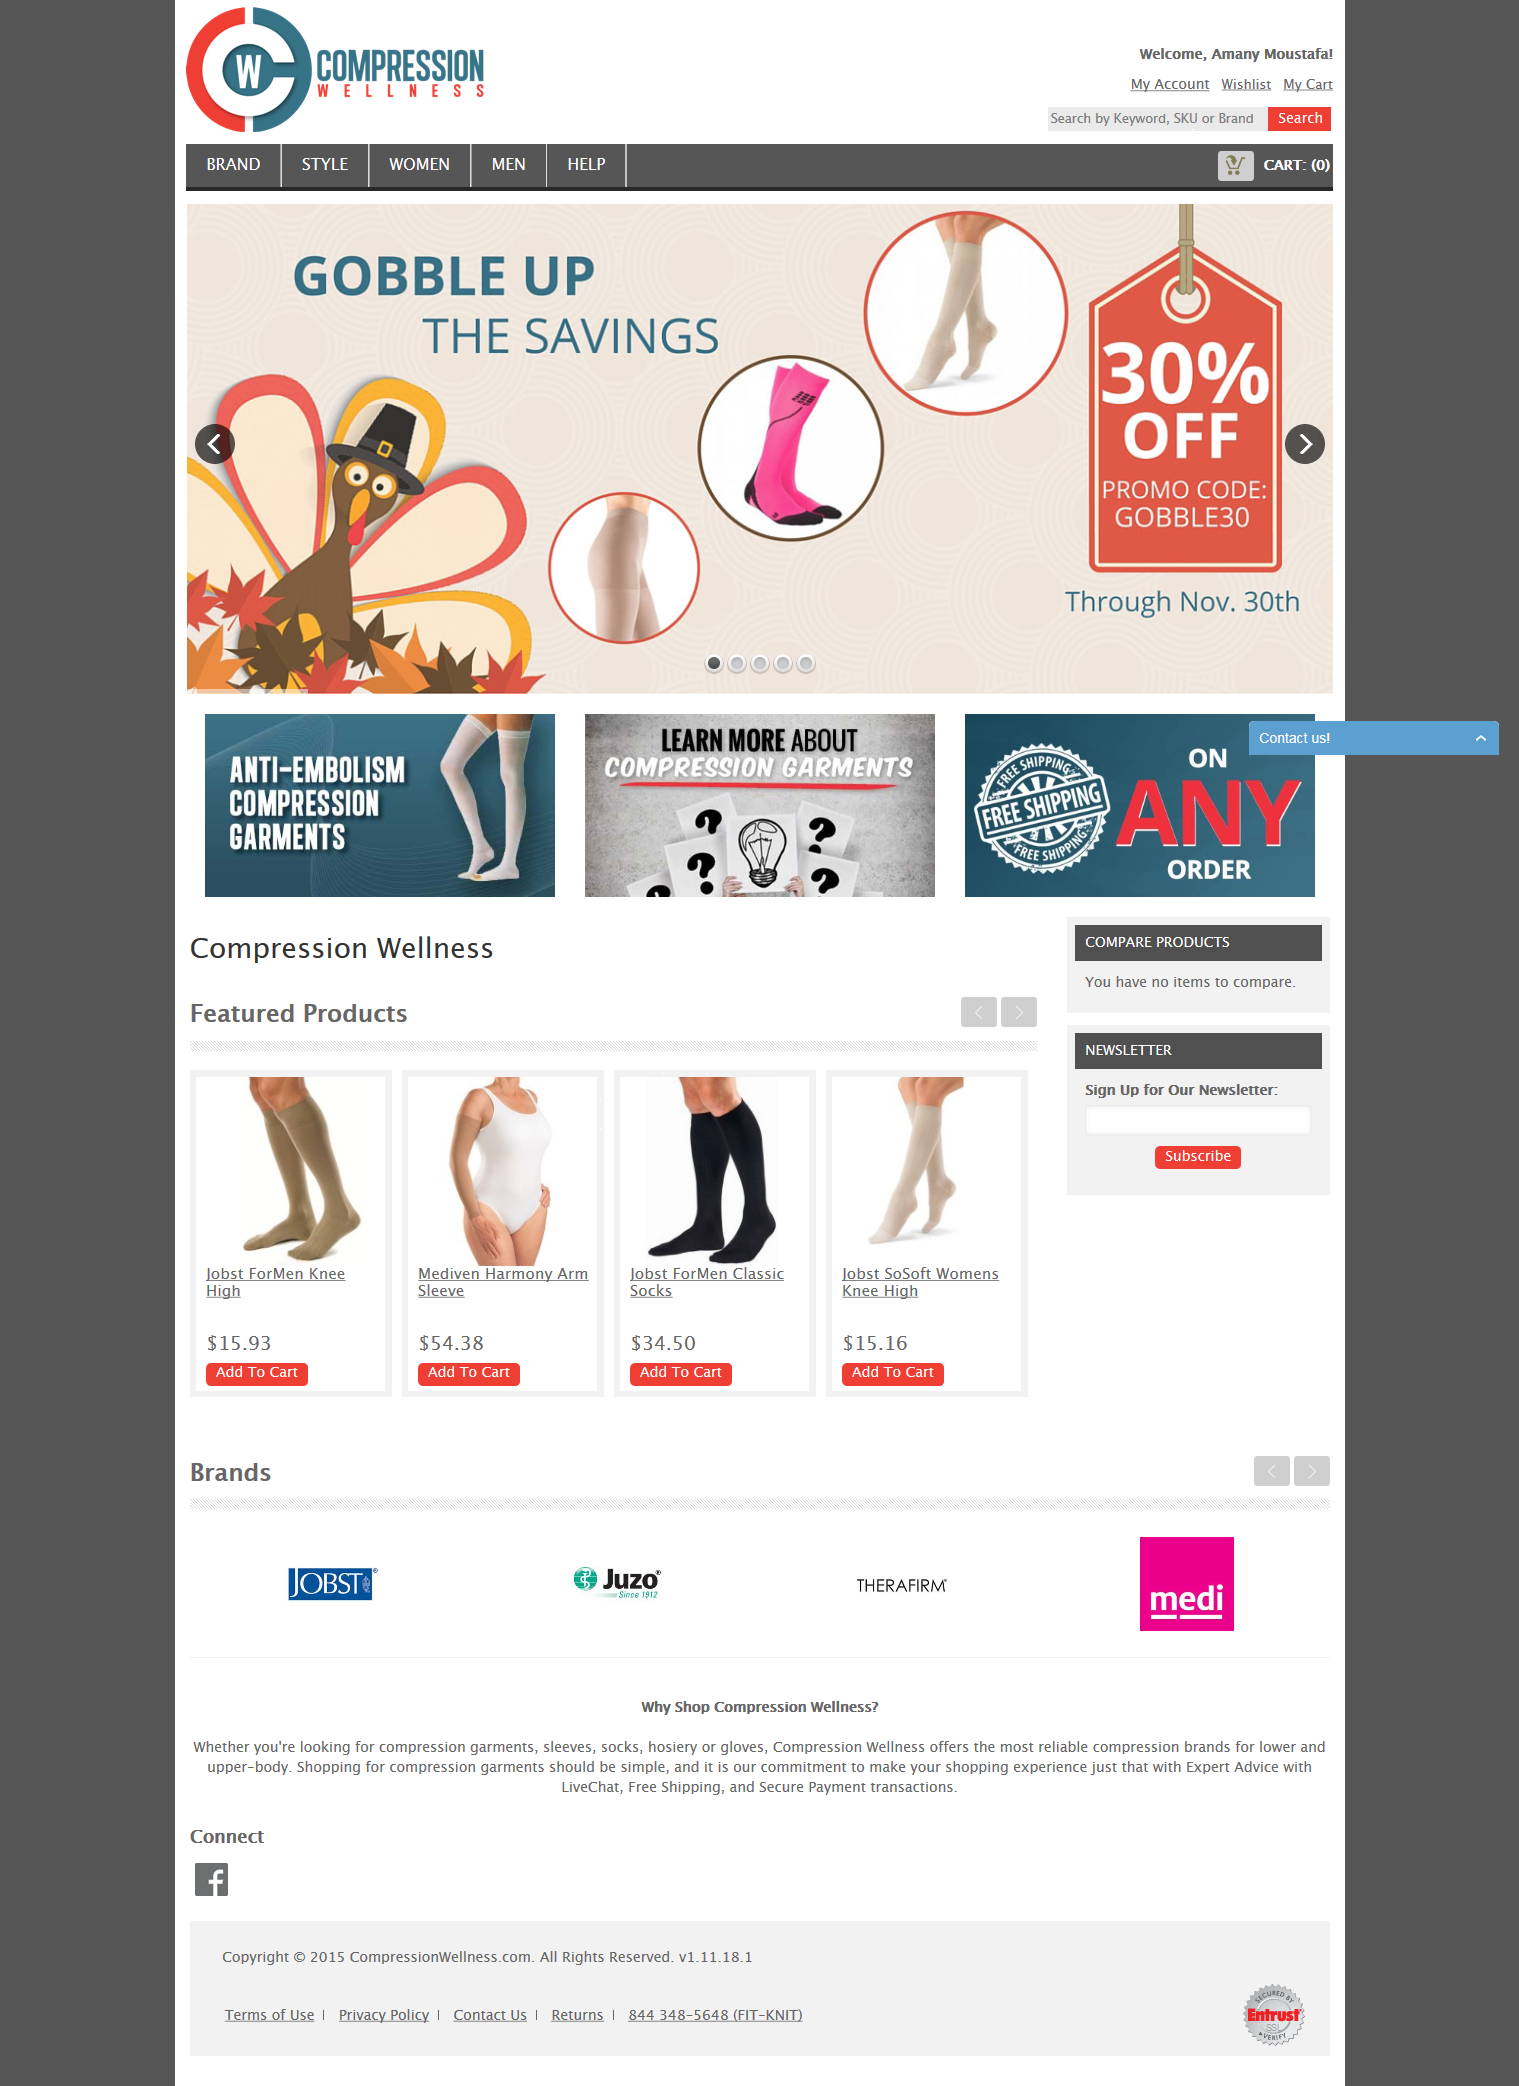 CW COMPRESSION
WELLNESS
Welcome, Amany Moustafa!
My Account Wishlist My Cart
Search by Keyword, SKU or Brand Search
BRAND STYLE WOMEN MEN HELP CART: (0)
GOBBLE UP
THE SAVINGS
30%
OFF
PROMO CODE:
GOBBLE30
Through Nov. 30th
ANTI-EMBOLISM
COMPRESSION
GARMENTS
LEARN MORE ABOUT
COMPRESSION GARMENTS
FREE SHIPPING
FREE SHIPPING
FREE SHIPPING
ON
ANY
ORDER
Contact us!
Compression Wellness
COMPARE PRODUCTS
You have no items to compare.
Featured Products
NEWSLETTER
Sign Up for Our Newsletter:
Subscribe
Jobst ForMen Knee
High
$15.93
Add To Cart
Mediven Harmony Arm
Sleeve
$54.38
Add To Cart
Jobst ForMen Classic
Socks
$34.50
Add To Cart
Jobst SoSoft Womens
Knee High
$15.16
Add To Cart
Brands
JOBST®
Juzo®
Since 1912
THERAFIRM
medi
Why Shop Compression Wellness?
Whether you're looking for compression garments, sleeves, socks, hosiery or gloves, Compression Wellness offers the most reliable compression brands for lower and
upper-body. Shopping for compression garments should be simple, and it is our commitment to make your shopping experience just that with Expert Advice with
LiveChat, Free Shipping, and Secure Payment transactions.
Connect
Copyright © 2015 CompressionWellness.com. All Rights Reserved. v1.11.18.1
Terms of Use | Privacy Policy | Contact Us | Returns | 844 348-5648 (FIT-KNIT)
SECURED BY
Entrust
SSL
VERIFY